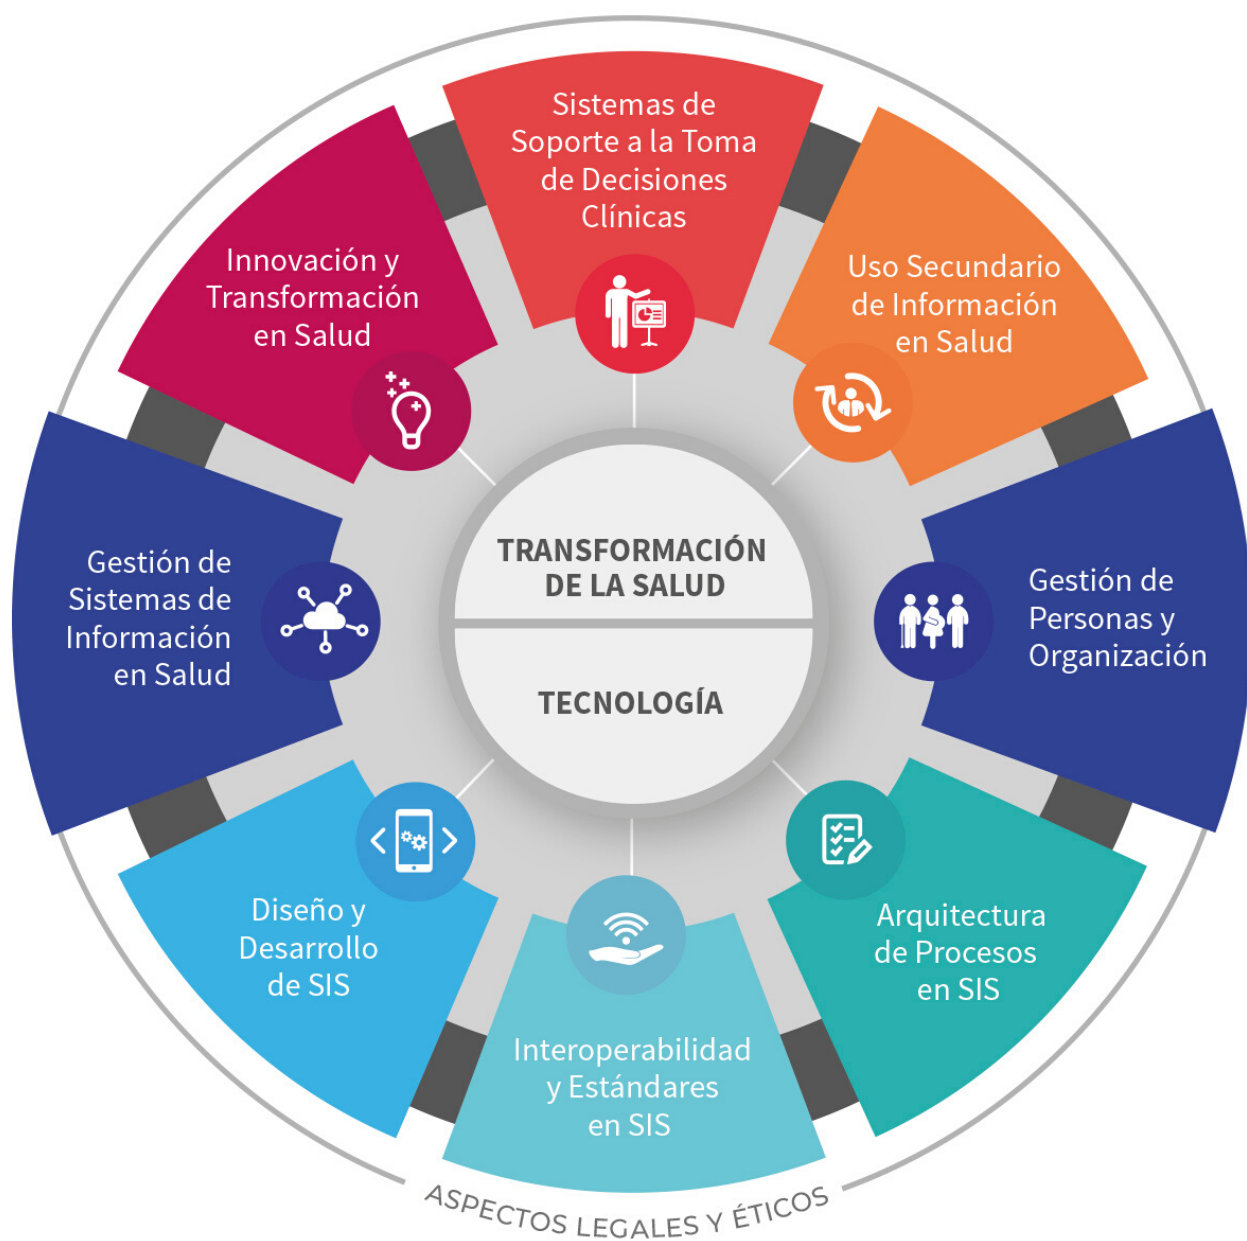 Sistemas de
Soporte a la Toma
de Decisiones
Clínicas
Uso Secundario
de Información
en Salud
Gestión de
Personas y
Organización
Arquitectura
de Procesos
en SIS
Interoperabilidad
y Estándares
en SIS
Diseño y
Desarrollo
de SIS
Gestión de
Sistemas de
Información
en Salud
Innovación y
Transformación
en Salud
TRANSFORMACIÓN
DE LA SALUD
TECNOLOGÍA
ASPECTOS LEGALES Y ÉTICOS